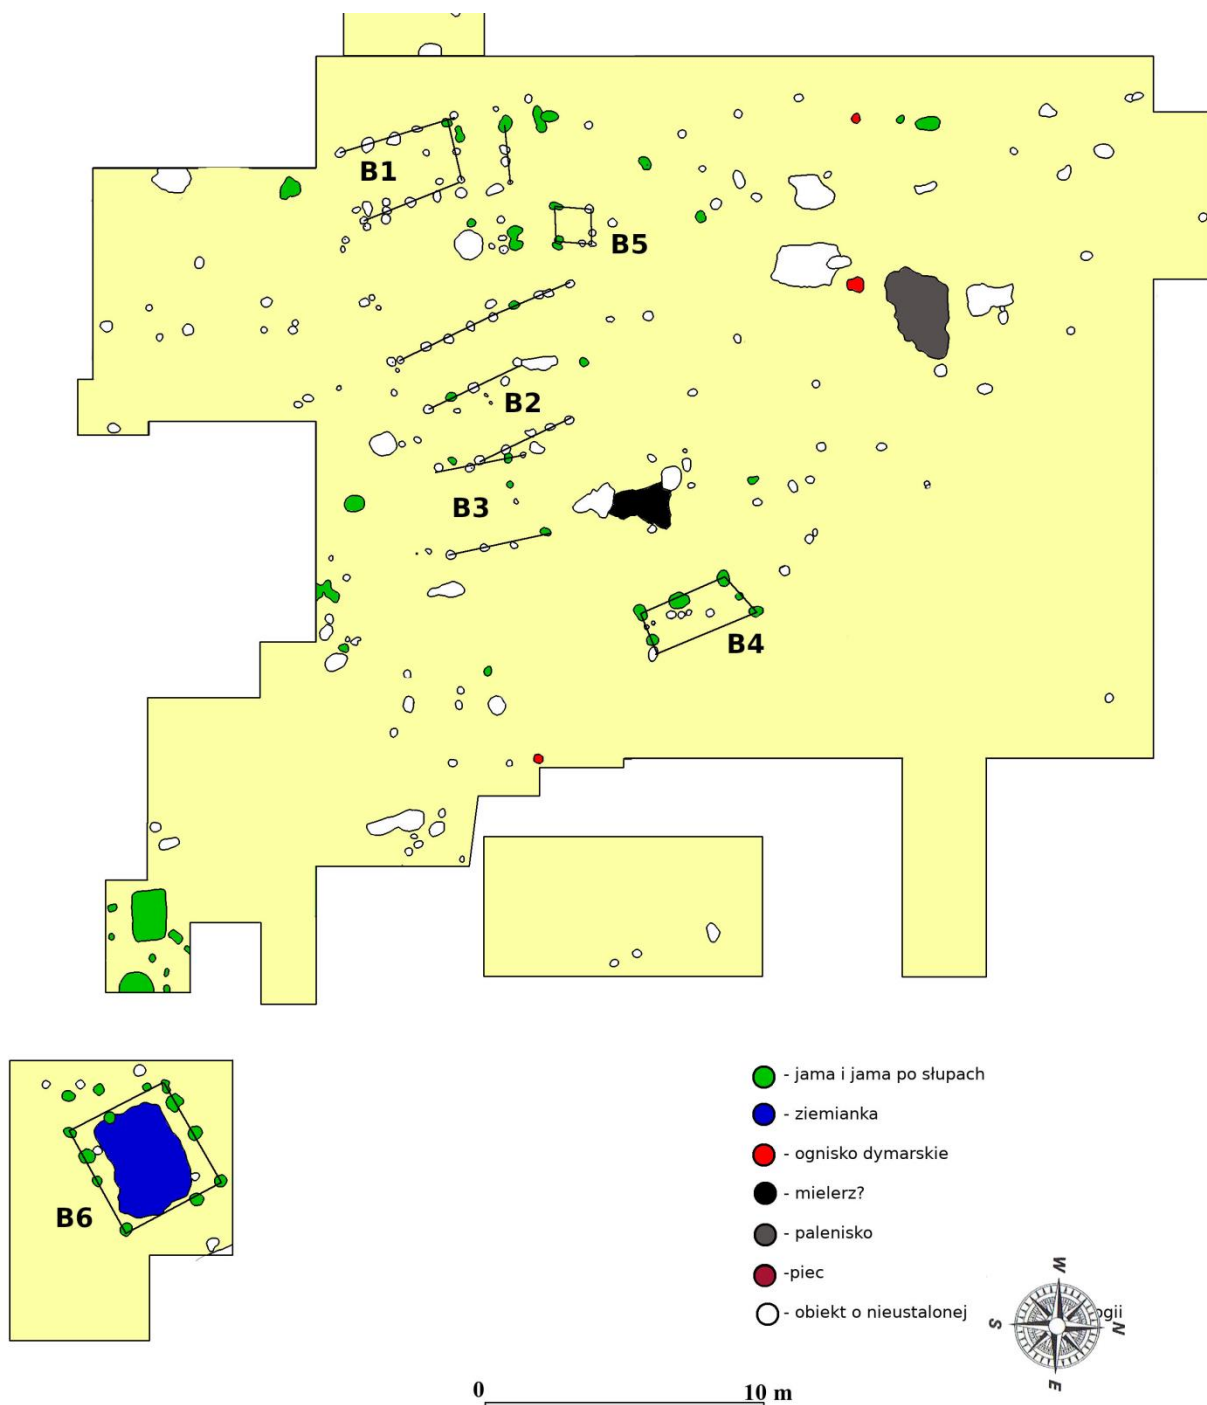 B1
B5
B2
B3
B4
B6
- jama i jama po słupach
- ziemianka
- ognisko dymarskie
- mielerz?
- palenisko
-piec
- obiekt o nieustalonej ogii
W
S
N
E
0 10 m